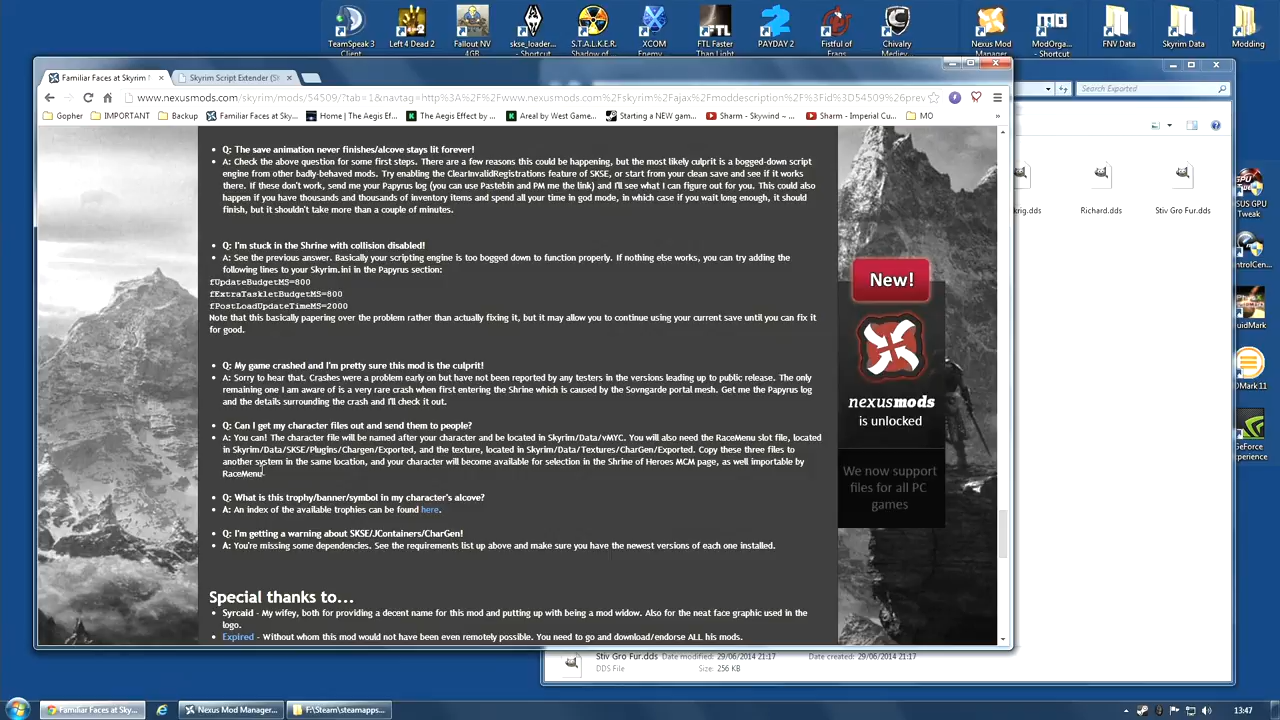 TeamSpeak 3 Client
Left 4 Dead 2
Fallout NV 4GB
skse_loader... - Shortcut
S.T.A.L.K.E.R. Shadow of ...
XCOM Enemy...
FTL Faster Than Light
PAYDAY 2
Fistful of Frags
Chivalry Mediev...
Nexus Mod Manager
ModOrga... - Shortcut
FNV Data
Skyrim Data
Modding
Familiar Faces at Skyrim
Skyrim Script Extender (S
Search Exported
www.nexusmods.com/skyrim/mods/54509/?tab=1&navtag=http%3A%2F%2Fwww.nexusmods.com%2Fskyrim%2Fajax%2Fmoddescription%2F%3Fid%3D54509%26prev
Gopher
IMPORTANT
Backup
Familiar Faces at Sky...
Home | The Aegis Ef...
The Aegis Effect by ...
Areal by West Game...
Starting a NEW gam...
Sharm - Skywind ~ ...
Sharm - Imperial Cu...
MO
»
Q: The save animation never finishes/alcove stays lit forever!
A: Check the above question for some first steps. There are a few reasons this could be happening, but the most likely culprit is a bogged-down script
engine from other badly-behaved mods. Try enabling the ClearInvalidRegistrations feature of SKSE, or start from your clean save and see if it works
there. If these don't work, send me your Papyrus log (you can use Pastebin and PM me the link) and I'll see what I can figure out for you. This could also
happen if you have thousands and thousands of inventory items and spend all your time in god mode, in which case if you wait long enough, it should
finish, but it shouldn't take more than a couple of minutes.
Q: I'm stuck in the Shrine with collision disabled!
A: See the previous answer. Basically your scripting engine is too bogged down to function properly. If nothing else works, you can try adding the
following lines to your Skyrim.ini in the Papyrus section:
fUpdateBudgetMS=800
fExtraTaskletBudgetMS=800
fPostLoadUpdateTimeMS=2000
Note that this basically papering over the problem rather than actually fixing it, but it may allow you to continue using your current save until you can fix it
for good.
Q: My game crashed and I'm pretty sure this mod is the culprit!
A: Sorry to hear that. Crashes were a problem early on but have not been reported by any testers in the versions leading up to public release. The only
remaining one I am aware of is a very rare crash when first entering the Shrine which is caused by the Sovngarde portal mesh. Get me the Papyrus log
and the details surrounding the crash and I'll check it out.
Q: Can I get my character files out and send them to people?
A: You can! The character file will be named after your character and be located in Skyrim/Data/vMYC. You will also need the RaceMenu slot file, located
in Skyrim/Data/SKSE/Plugins/Chargen/Exported, and the texture, located in Skyrim/Data/Textures/CharGen/Exported. Copy these three files to
another system in the same location, and your character will become available for selection in the Shrine of Heroes MCM page, as well importable by
RaceMenu.
Q: What is this trophy/banner/symbol in my character's alcove?
A: An index of the available trophies can be found here.
Q: I'm getting a warning about SKSE/JContainers/CharGen!
A: You're missing some dependencies. See the requirements list up above and make sure you have the newest versions of each one installed.
Special thanks to...
Syrcaid - My wifey, both for providing a decent name for this mod and putting up with being a mod widow. Also for the neat face graphic used in the
logo.
Expired - Without whom this mod would not have been even remotely possible. You need to go and download/endorse ALL his mods.
New!
nexusmods
is unlocked
We now support
files for all PC
games
krig.dds
Richard.dds
Stiv Gro Fur.dds
SUS GPU Tweak
ControlCen...
MARK11
GeForce
xperience
Stiv Gro Fur.dds Date modified: 29/06/2014 21:17 Date created: 29/06/2014 21:17
DDS File Size: 256 KB
Familiar Faces at Sky...
Nexus Mod Manager...
F:\Steam\steamapps...
13:47